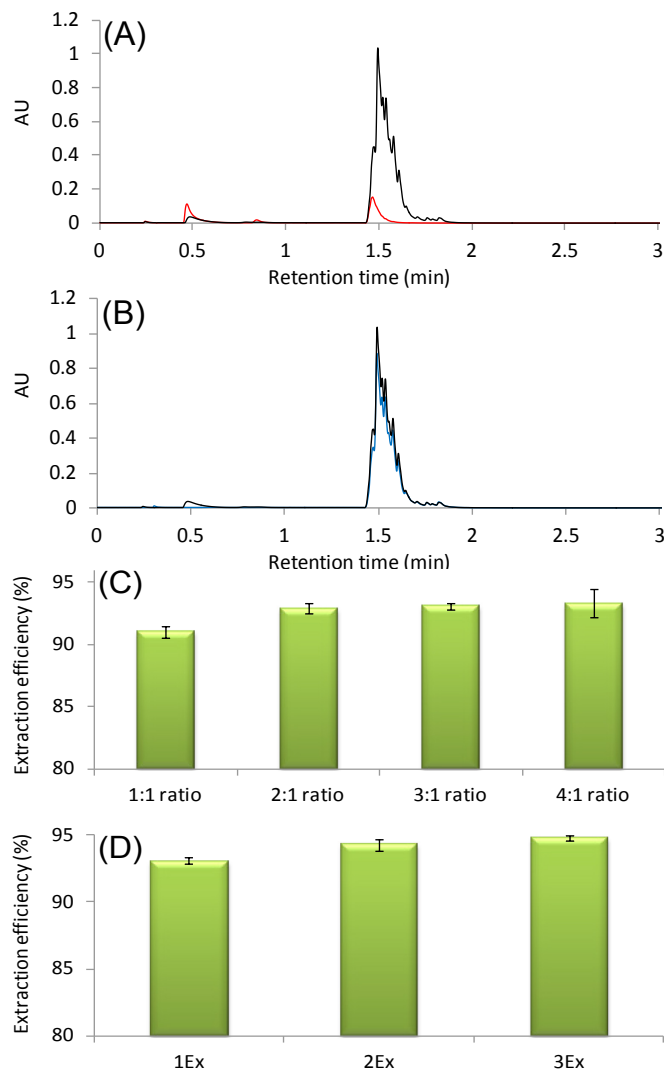 (A)
1.2
1
0.8
0.6
0.4
0.2
0
AU
0 0.5 1 1.5 2 2.5 3
Retention time (min)
(B)
1.2
1
0.8
0.6
0.4
0.2
0
AU
0 0.5 1 1.5 2 2.5 3
Retention time (min)
(C)
95
90
85
80
Extraction efficiency (%)
1:1 ratio 2:1 ratio 3:1 ratio 4:1 ratio
(D)
95
90
85
80
Extraction efficiency (%)
1Ex 2Ex 3Ex